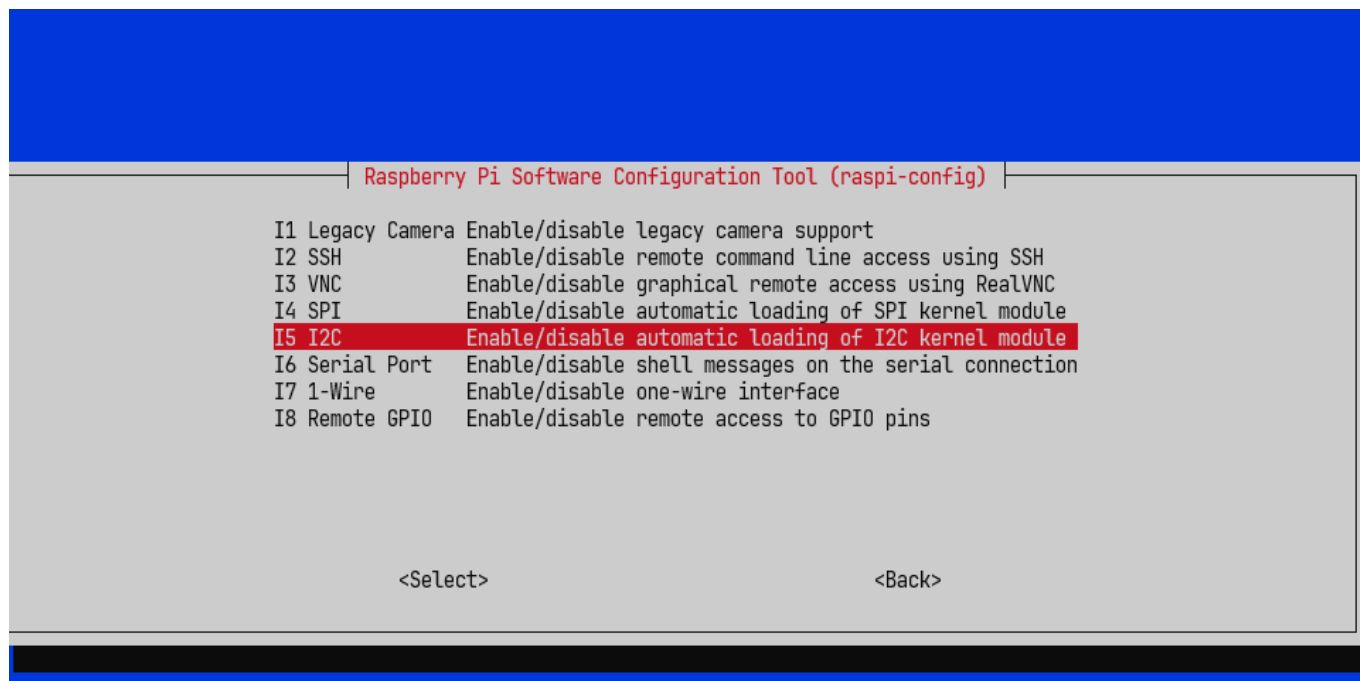 Raspberry Pi Software Configuration Tool (raspi-config)
I1 Legacy Camera Enable/disable legacy camera support
I2 SSH Enable/disable remote command line access using SSH
I3 VNC Enable/disable graphical remote access using RealVNC
I4 SPI Enable/disable automatic loading of SPI kernel module
I5 I2C Enable/disable automatic loading of I2C kernel module
I6 Serial Port Enable/disable shell messages on the serial connection
I7 1-Wire Enable/disable one-wire interface
I8 Remote GPIO Enable/disable remote access to GPIO pins
<Select> <Back>